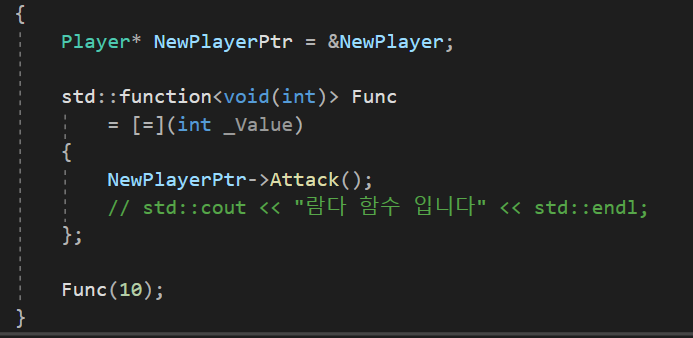 {
Player* NewPlayerPtr = &NewPlayer;
std::function<void(int)> Func
= [=](int _Value)
{
NewPlayerPtr->Attack();
// std::cout << "람다 함수 입니다" << std::endl;
};
Func(10);
}